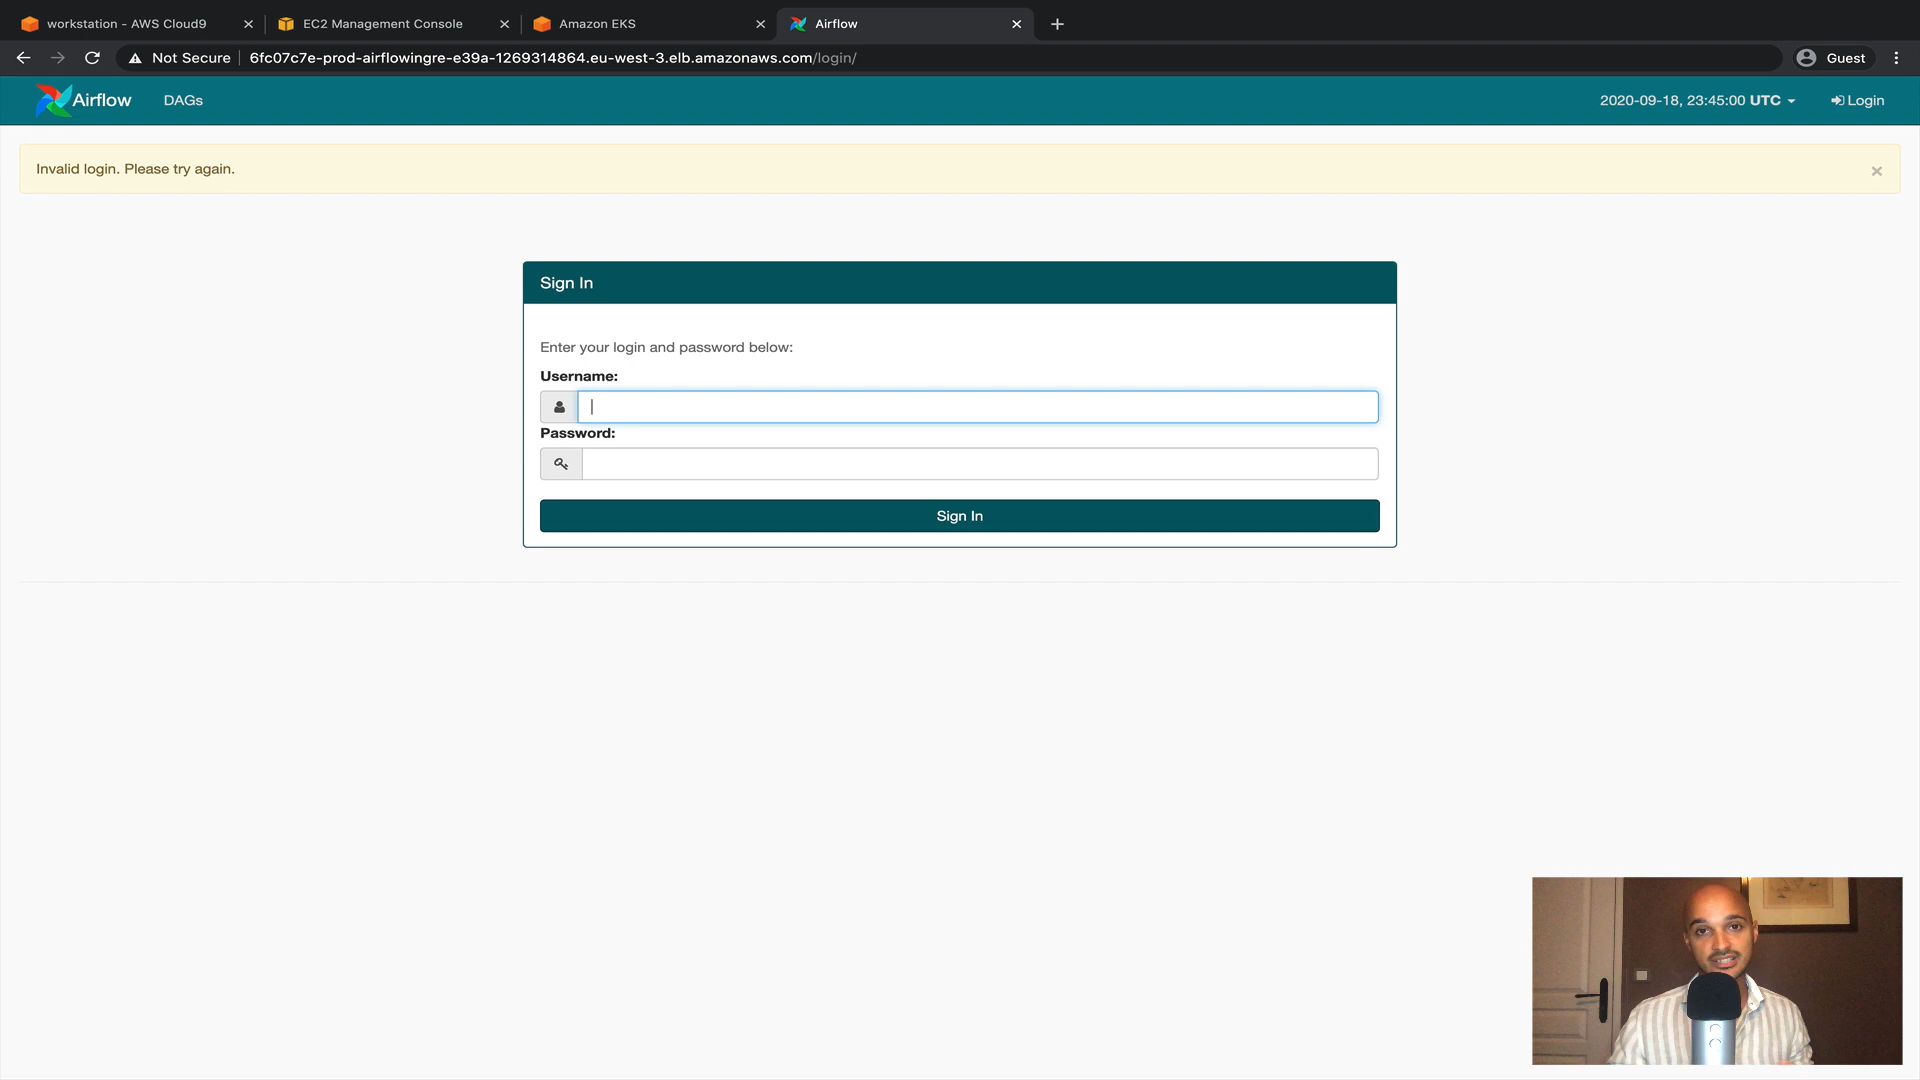 workstation - AWS Cloud9
EC2 Management Console
Amazon EKS
Airflow
Not Secure
6fc07c7e-prod-airflowingre-e39a-1269314864.eu-west-3.elb.amazonaws.com/login/
Guest
Airflow
DAGs
2020-09-18, 23:45:00 UTC
Login
Invalid login. Please try again.
Sign In
Enter your login and password below:
Username:
Password:
Sign In